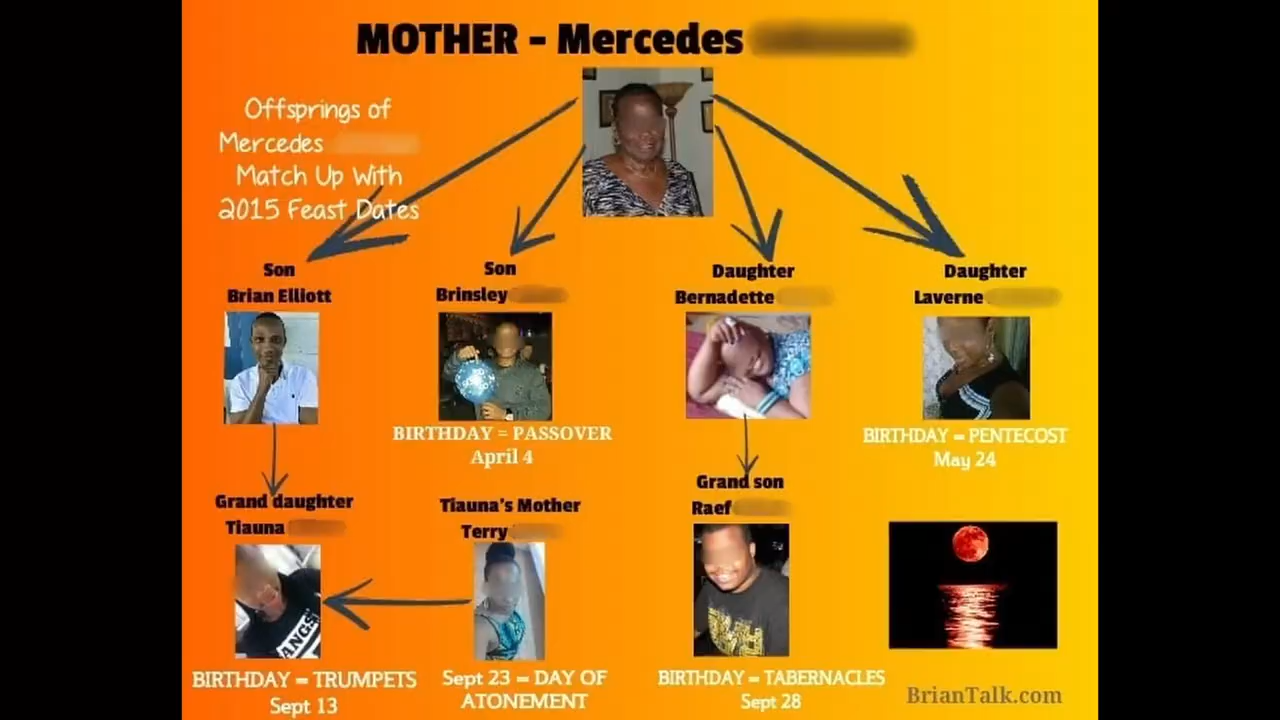 MOTHER - Mercedes
Offsprings of
Mercedes
Match Up With
2015 Feast Dates
Son
Brian Elliott
Son
Brinsley
Daughter
Bernadette
Daughter
Laverne
BIRTHDAY = PASSOVER
April 4
BIRTHDAY = PENTECOST
May 24
Grand daughter
Tiauna
Tiauna's Mother
Terry
Grand son
Raef
ANGS
BIRTHDAY = TRUMPETS
Sept 13
Sept 23 = DAY OF
ATONEMENT
BIRTHDAY = TABERNACLES
Sept 28
BrianTalk.com